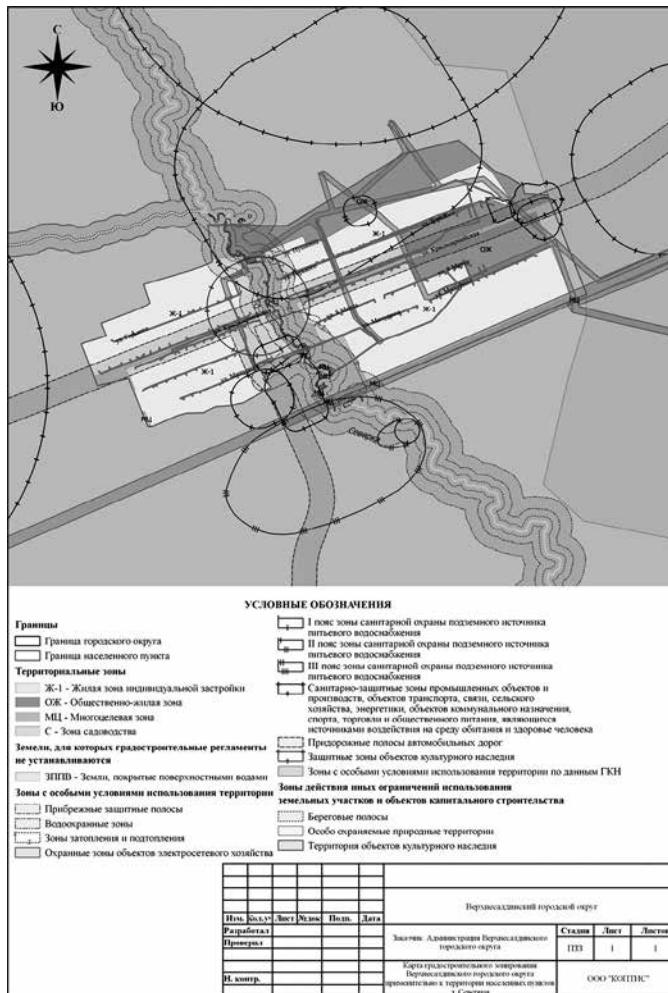 С
Ю
ОЖ
Ж-1
ОЖ
Ж-1
Ж-1
Ж-1
МЦ
МЦ
МЦ
УСЛОВНЫЕ ОБОЗНАЧЕНИЯ
Границы
Граница городского округа
Граница населенного пункта
Территориальные зоны
Ж-1 - Жилая зона индивидуальной застройки
ОЖ - Общественно-жилая зона
МЦ - Многоцелевая зона
С - Зона садоводства
Земли, для которых градостроительные регламенты
не устанавливаются
ЗППВ - Земли, покрытые поверхностными водами
Зоны с особыми условиями использования территории
Прибрежные защитные полосы
Водоохранные зоны
Зоны затопления и подтопления
Охранные зоны объектов электросетевого хозяйства
I пояс зоны санитарной охраны подземного источника
питьевого водоснабжения
II пояс зоны санитарной охраны подземного источника
питьевого водоснабжения
III пояс зоны санитарной охраны подземного источника
питьевого водоснабжения
Санитарно-защитные зоны промышленных объектов и
производств, объектов транспорта, связи, сельского
хозяйства, энергетики, объектов коммунального назначения,
спорта, торговли и общественного питания, являющихся
источниками воздействия на среду обитания и здоровье человека
Придорожные полосы автомобильных дорог
Защитные зоны объектов культурного наследия
Зоны с особыми условиями использования территории по данным ГКН
Зоны действия иных ограничений использования
земельных участков и объектов капитального строительства
Береговые полосы
Особо охраняемые природные территории
Территория объектов культурного наследия
Верхнесалдинский городской округ
Изм. Кол.уч Лист №док Подп. Дата
Разработал
Проверил
Н. контр.
Заказчик: Администрация Верхнесалдинского
городского округа
Стадия Лист Листов
ПЗЗ 1 1
Карта градостроительного зонирования
Верхнесалдинского городского округа
применительно к территории населенных пунктов
ООО "КОПТИС"